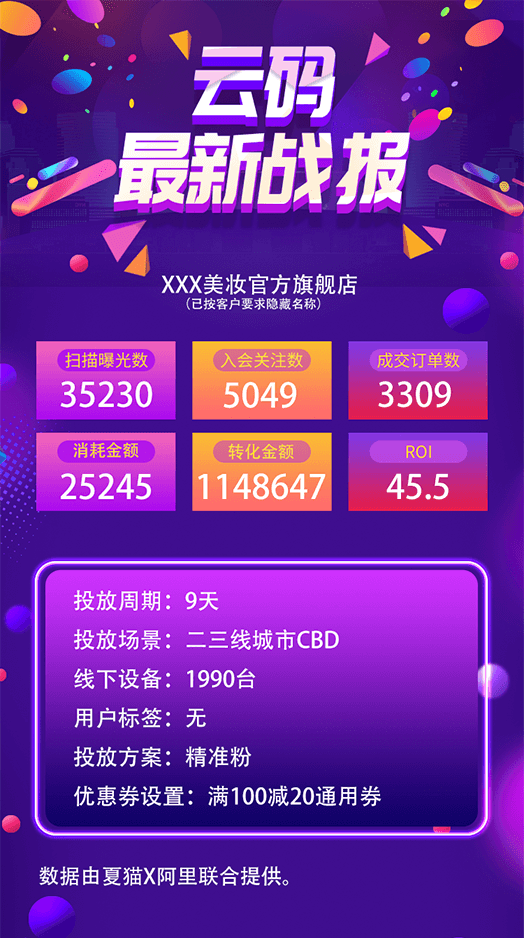 云码
最新战报
XXX美妆官方旗舰店
（已按客户要求隐藏名称）
扫描曝光数
35230
入会关注数
5049
成交订单数
3309
消耗金额
25245
转化金额
1148647
ROI
45.5
投放周期：9天
投放场景：二三线城市CBD
线下设备：1990台
用户标签：无
投放方案：精准粉
优惠券设置：满100减20通用券
数据由夏猫X阿里联合提供。